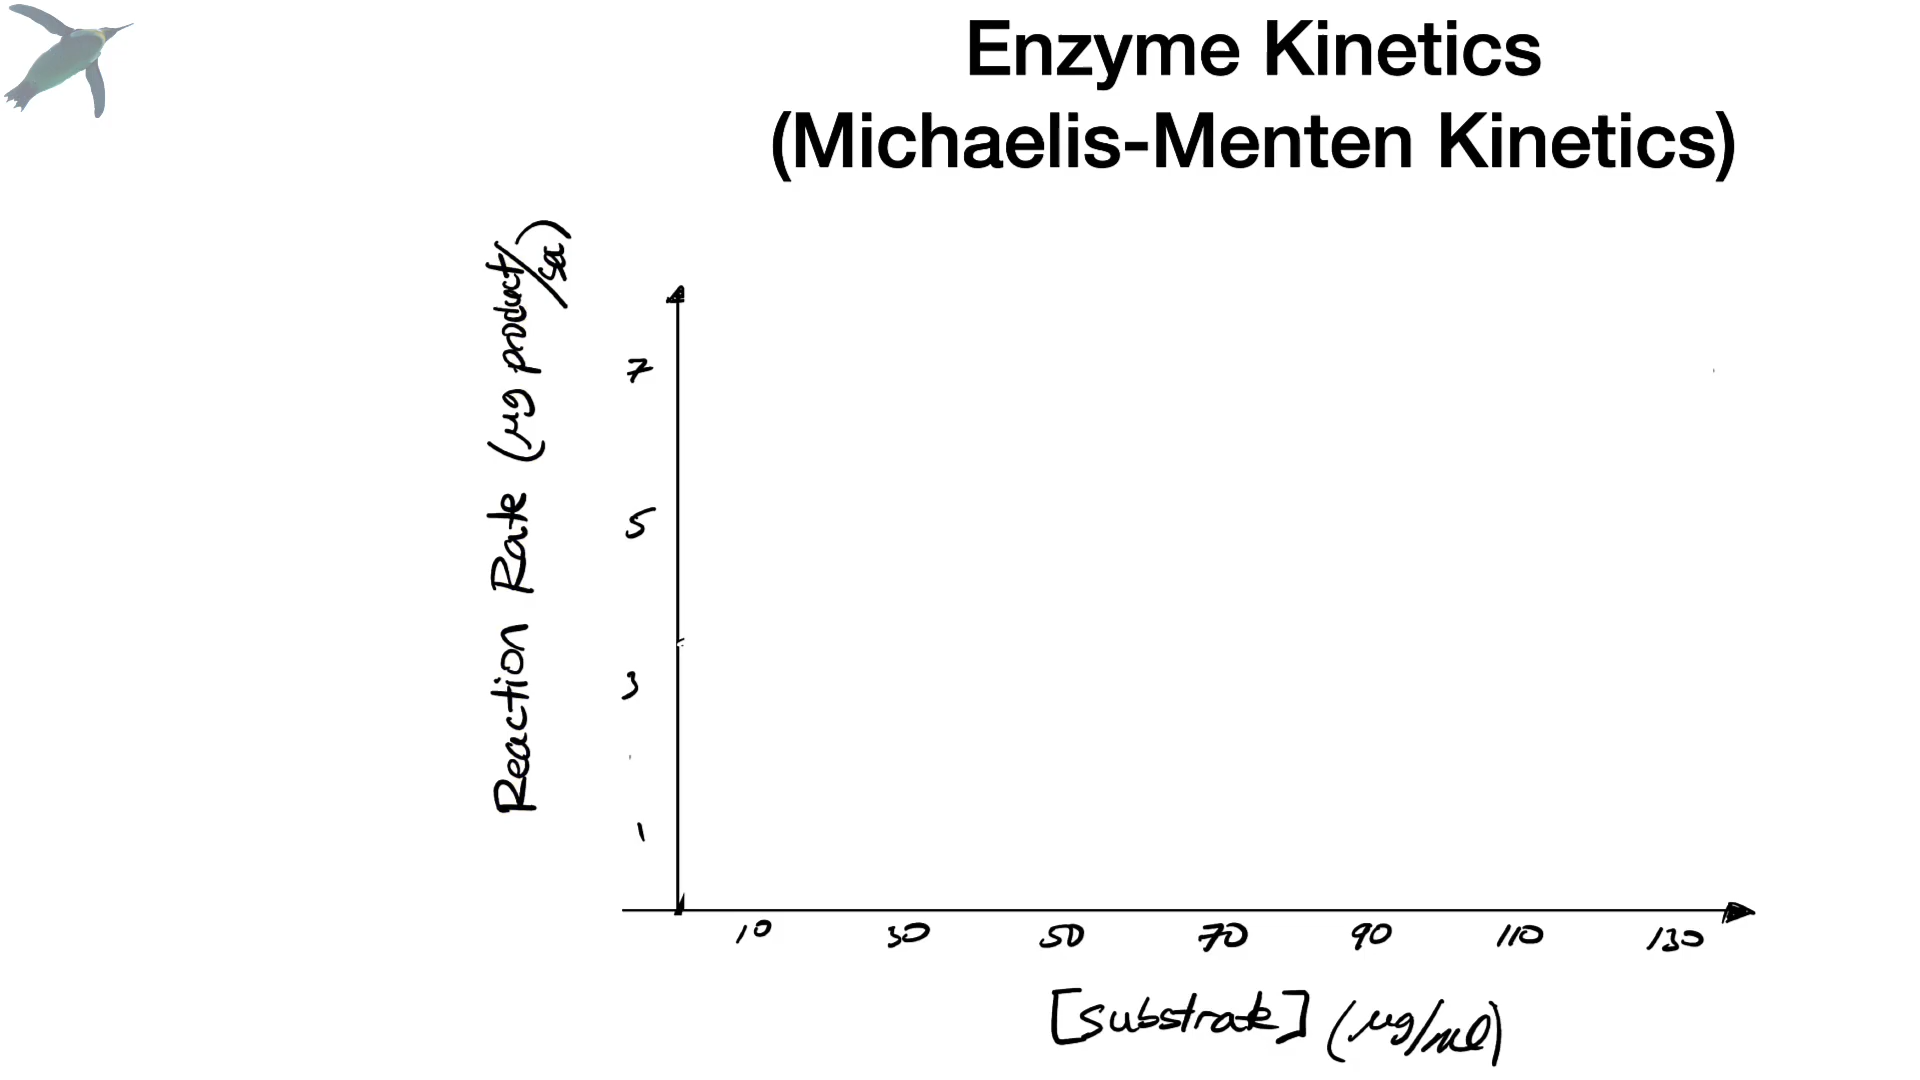 Enzyme Kinetics
(Michaelis-Menten Kinetics)
Reaction Rate (μg product/sec)
7
5
3
1
10 30 50 70 90 110 130
[substrate] (μg/ml)